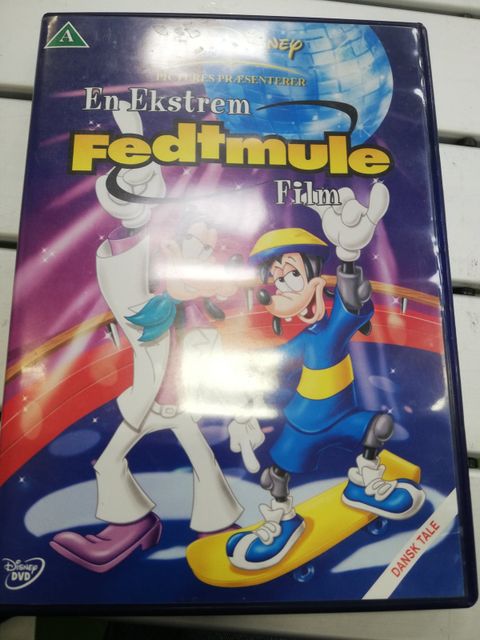 A
DISNEY
PICTURES PRÆSENTERER
En Ekstrem
Fedtmule
Film
DANSK TALE
Disney
DVD